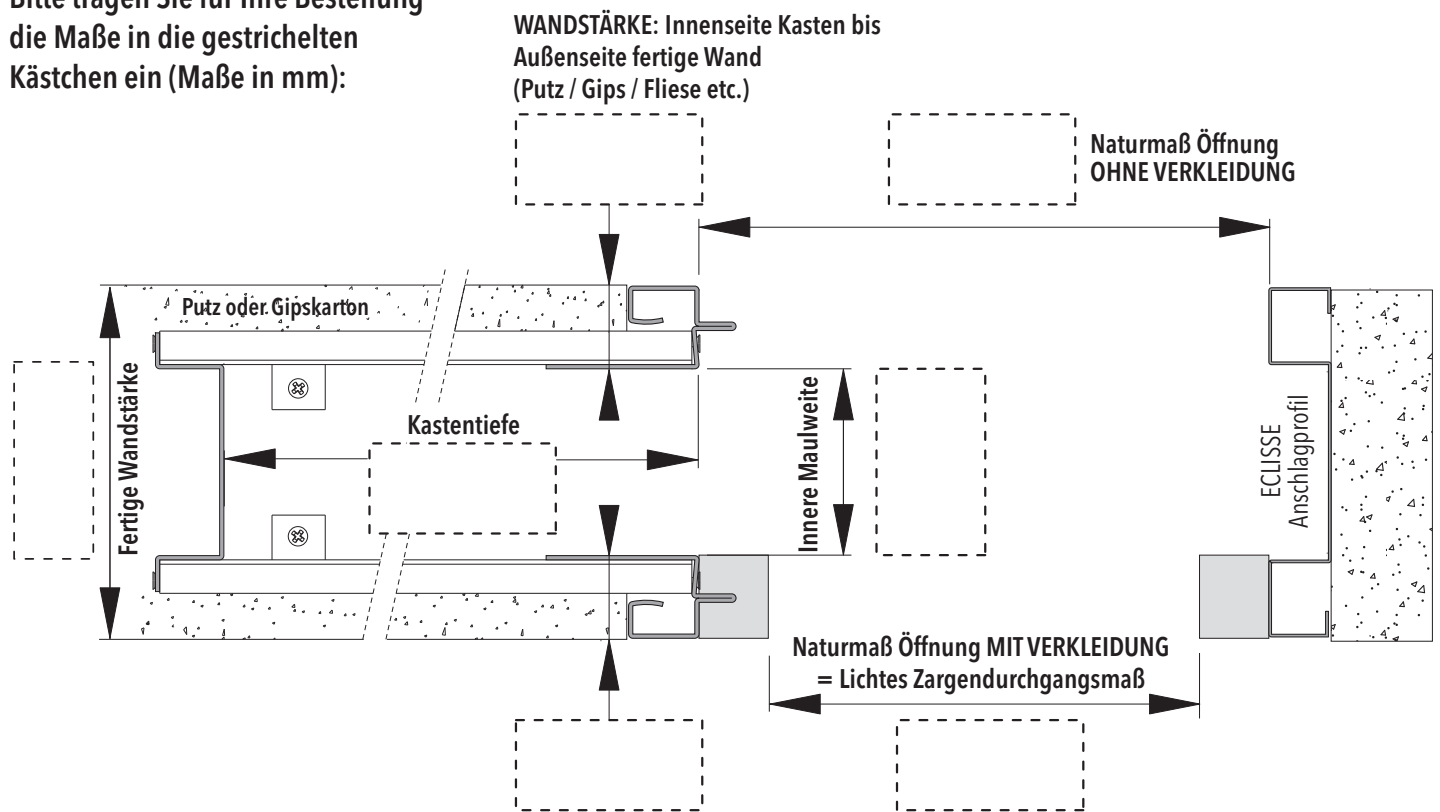 Bitte tragen Sie für Ihre Bestellung
die Maße in die gestrichelten
Kästchen ein (Maße in mm):
WANDSTÄRKE: Innenseite Kasten bis
Außenseite fertige Wand
(Putz / Gips / Fliese etc.)
Naturmaß Öffnung
OHNE VERKLEIDUNG
Putz oder Gipskarton
Fertige Wandstärke
Kastentiefe
Innere Maulweite
ECLISSE
Anschlagprofil
Naturmaß Öffnung MIT VERKLEIDUNG
= Lichtes Zargendurchgangsmaß